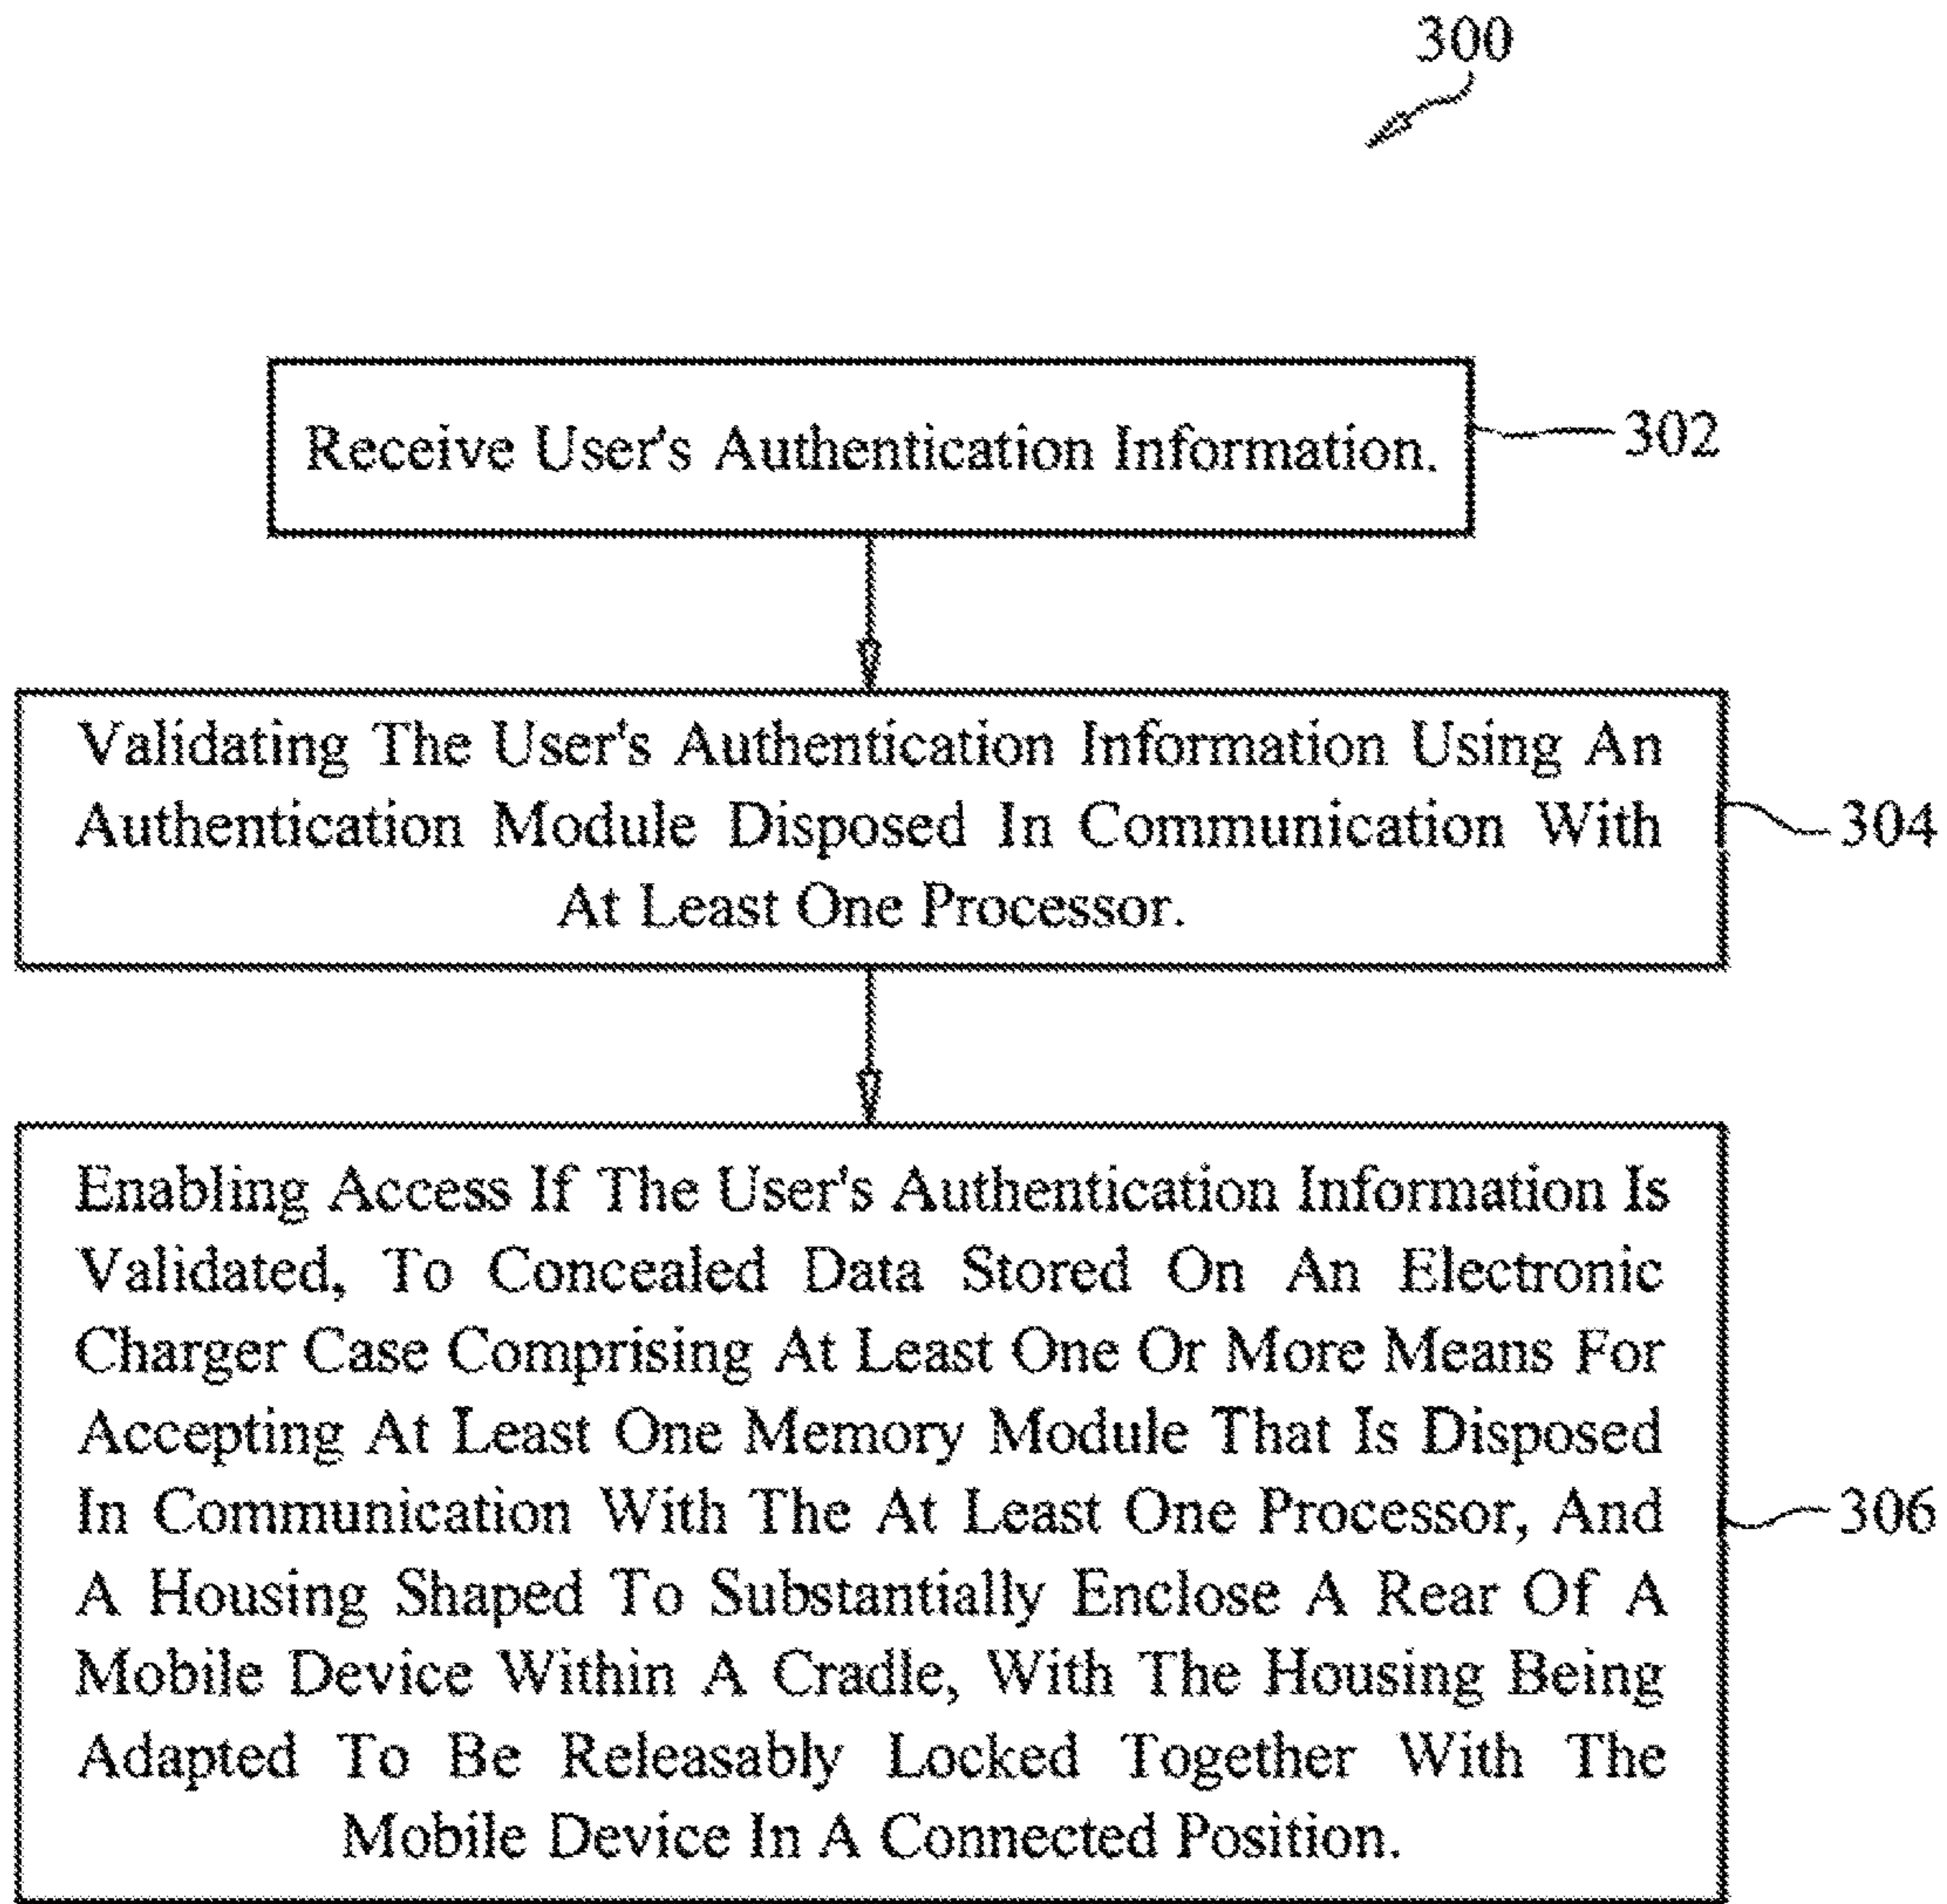 300
Receive User's Authentication Information.
302
Validating The User's Authentication Information Using An
Authentication Module Disposed In Communication With
At Least One Processor.
304
Enabling Access If The User's Authentication Information Is
Validated, To Concealed Data Stored On An Electronic
Charger Case Comprising At Least One Or More Means For
Accepting At Least One Memory Module That Is Disposed
In Communication With The At Least One Processor, And
A Housing Shaped To Substantially Enclose A Rear Of A
Mobile Device Within A Cradle, With The Housing Being
Adapted To Be Releasably Locked Together With The
Mobile Device In A Connected Position.
306